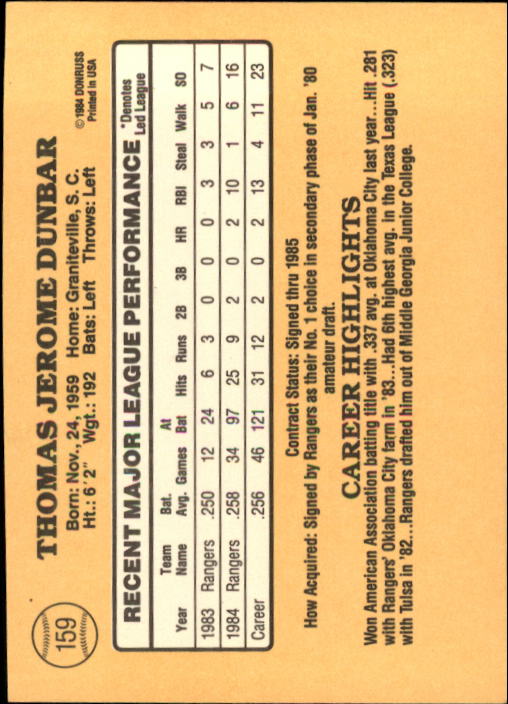 159
THOMAS JEROME DUNBAR
Born: Nov., 24, 1959 Home: Graniteville, S. C.
Ht.: 6´2˝ Wgt.: 192 Bats: Left Throws: Left
©1984 DONRUSS
Printed in USA
RECENT MAJOR LEAGUE PERFORMANCE
*Denotes
Led League
Year Team Name Bat. Avg. Games At Bat Hits Runs 2B 3B HR RBI Steal Walk SO
1983 Rangers .250 12 24 6 3 0 0 0 3 3 5 7
1984 Rangers .258 34 97 25 9 2 0 2 10 1 6 16
Career .256 46 121 31 12 2 0 2 13 4 11 23
Contract Status: Signed thru 1985
How Acquired: Signed by Rangers as their No. 1 choice in secondary phase of Jan. '80
amateur draft.
CAREER HIGHLIGHTS
Won American Association batting title with .337 avg. at Oklahoma City last year...Hit .281
with Rangers' Oklahoma City farm in '83...Had 6th highest avg. in the Texas League (.323)
with Tulsa in '82...Rangers drafted him out of Middle Georgia Junior College.